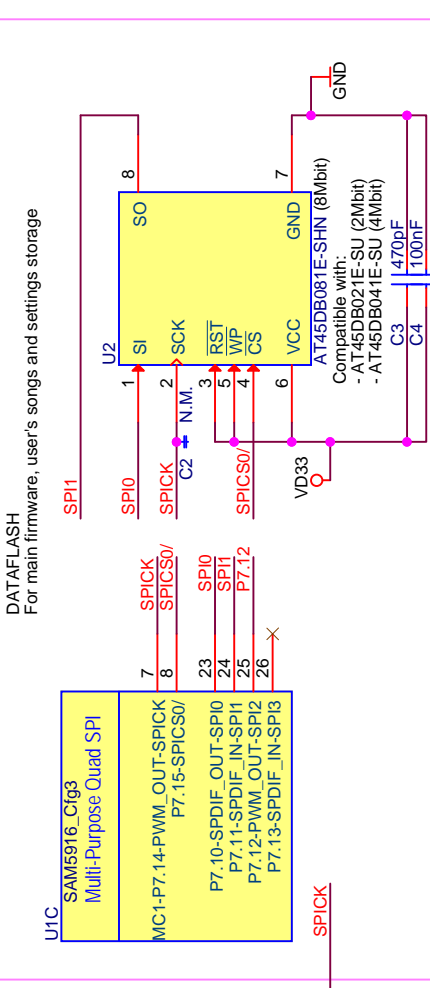 DATAFLASH
For main firmware, user's songs and settings storage
U1C
SAM5916_Cfg3
Multi-Purpose Quad SPI
MC1-P7.14-PWM_OUT-SPICK
P7.15-SPICS0/
P7.10-SPDIF_OUT-SPI0
P7.11-SPDIF_IN-SPI1
P7.12-PWM_OUT-SPI2
P7.13-SPDIF_IN-SPI3
7
8
23
24
25
26
SPICK
SPICS0/
SPI0
SPI1
P7.12
SPICK
SPI1
SPI0
SPICK
SPICS0/
C2
N.M.
VD33
U2
1
2
3
5
4
6
SI
SCK
RST
WP
CS
VCC
SO
GND
8
7
GND
AT45DB081E-SHN (8Mbit)
Compatible with:
- AT45DB021E-SU (2Mbit)
- AT45DB041E-SU (4Mbit)
C3 470pF
C4 100nF